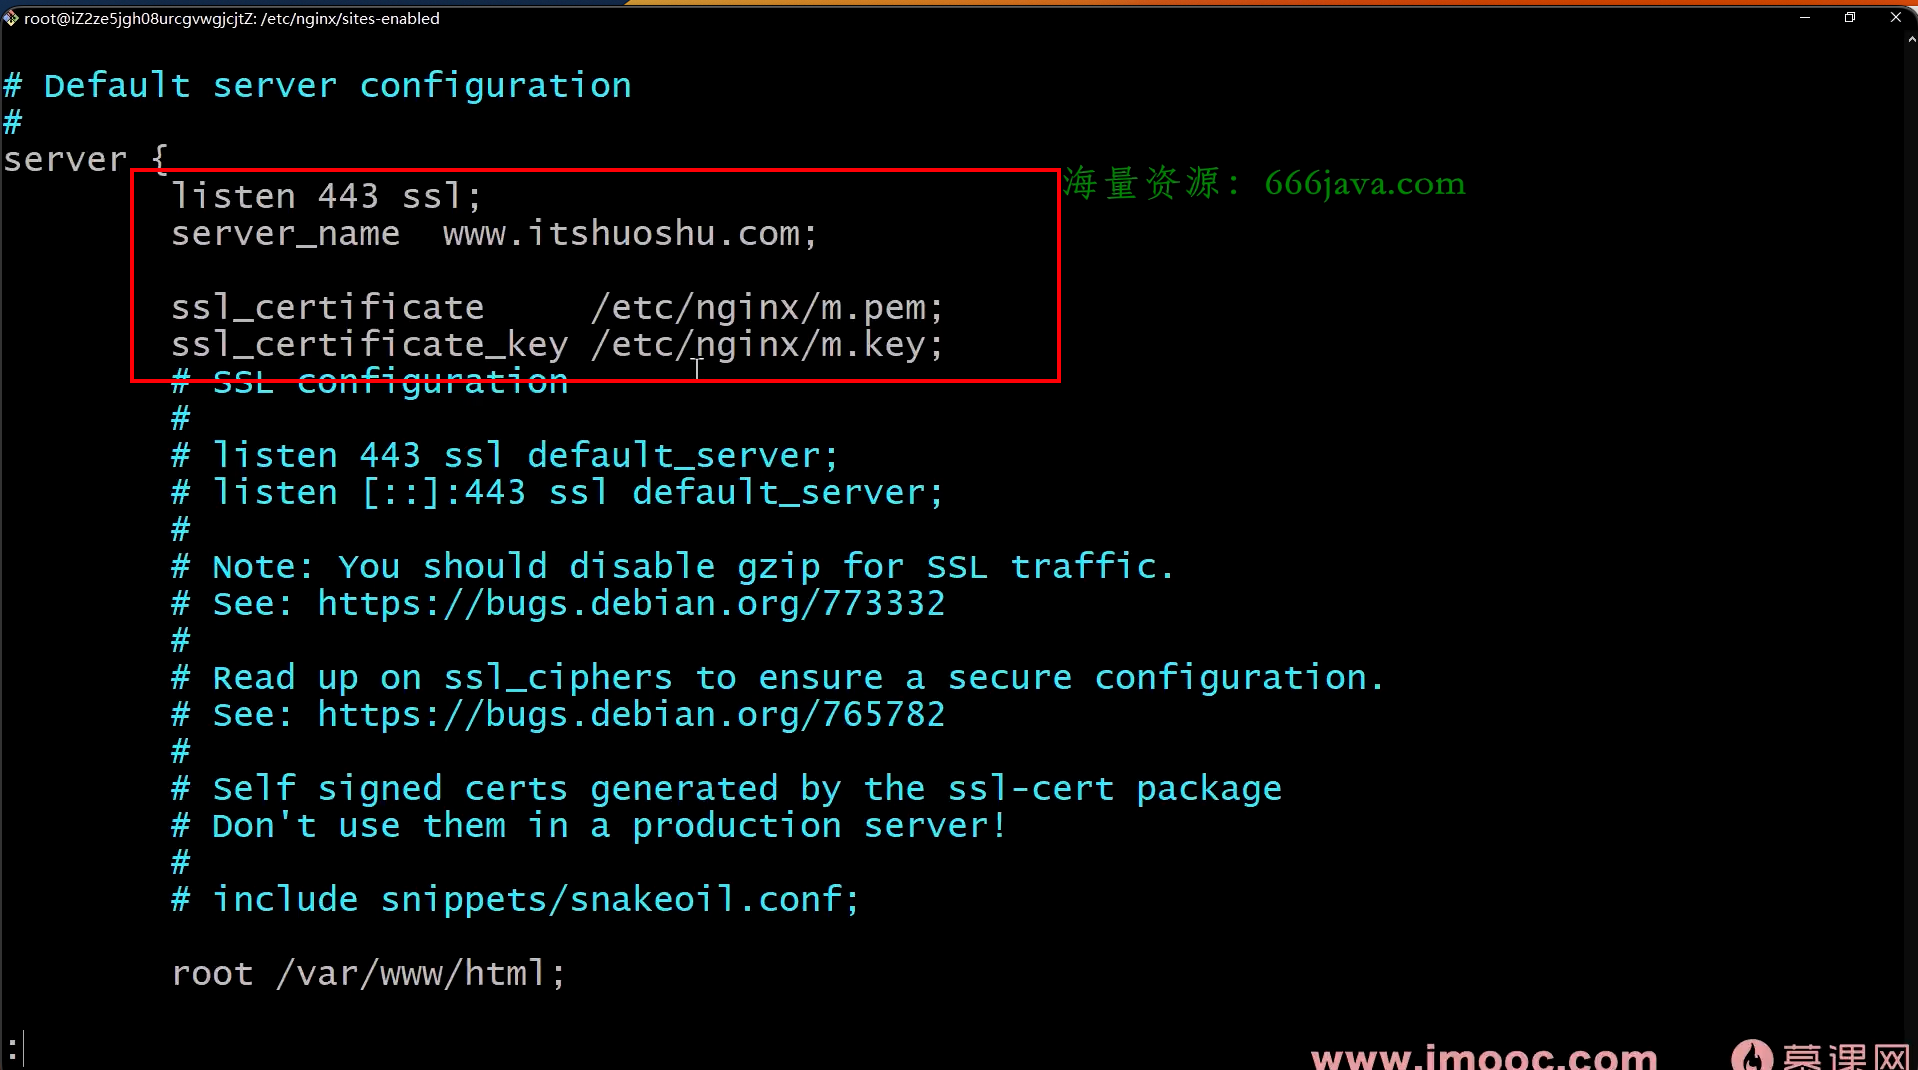 root@iZ2ze5jgh08urcgvwgjcjtZ: /etc/nginx/sites-enabled
# Default server configuration
#
server {
listen 443 ssl;
海量资源：666java.com
server_name  www.itshuoshu.com;
ssl_certificate     /etc/nginx/m.pem;
ssl_certificate_key /etc/nginx/m.key;
# SSL configuration
#
# listen 443 ssl default_server;
# listen [::]:443 ssl default_server;
#
# Note: You should disable gzip for SSL traffic.
# See: https://bugs.debian.org/773332
#
# Read up on ssl_ciphers to ensure a secure configuration.
# See: https://bugs.debian.org/765782
#
# Self signed certs generated by the ssl-cert package
# Don't use them in a production server!
#
# include snippets/snakeoil.conf;
root /var/www/html;
:
www.imooc.com 慕课网